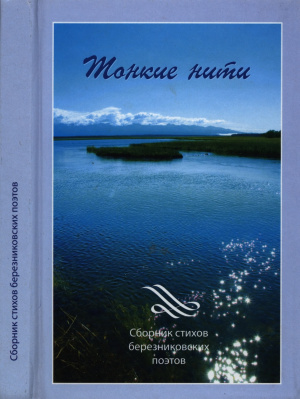 Сборник стихов березниковских поэтов
Тонкие нити
Сборник стихов
березниковских
поэтов